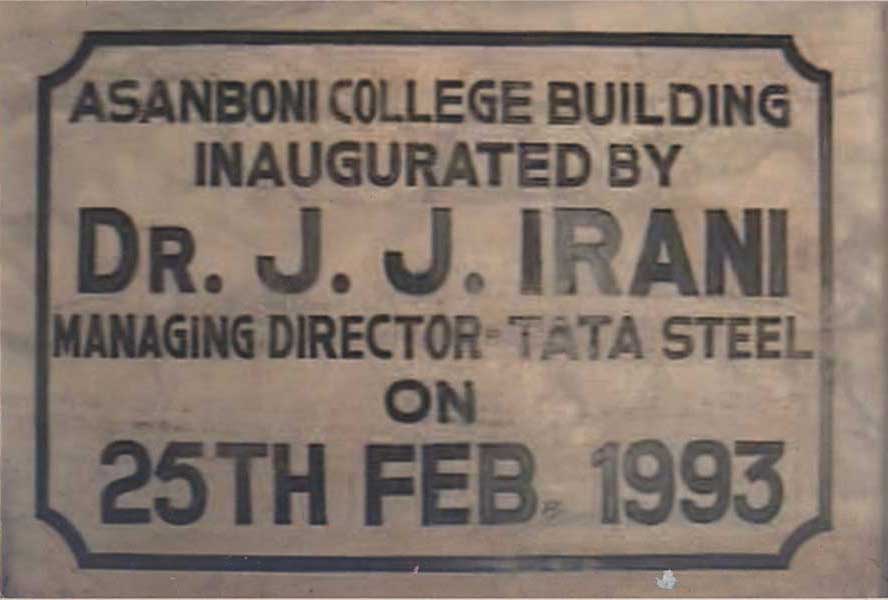 ASANBONI COLLEGE BUILDING
INAUGURATED BY
DR. J. J. IRANI
MANAGING DIRECTOR-TATA STEEL
ON
25TH FEB. 1993